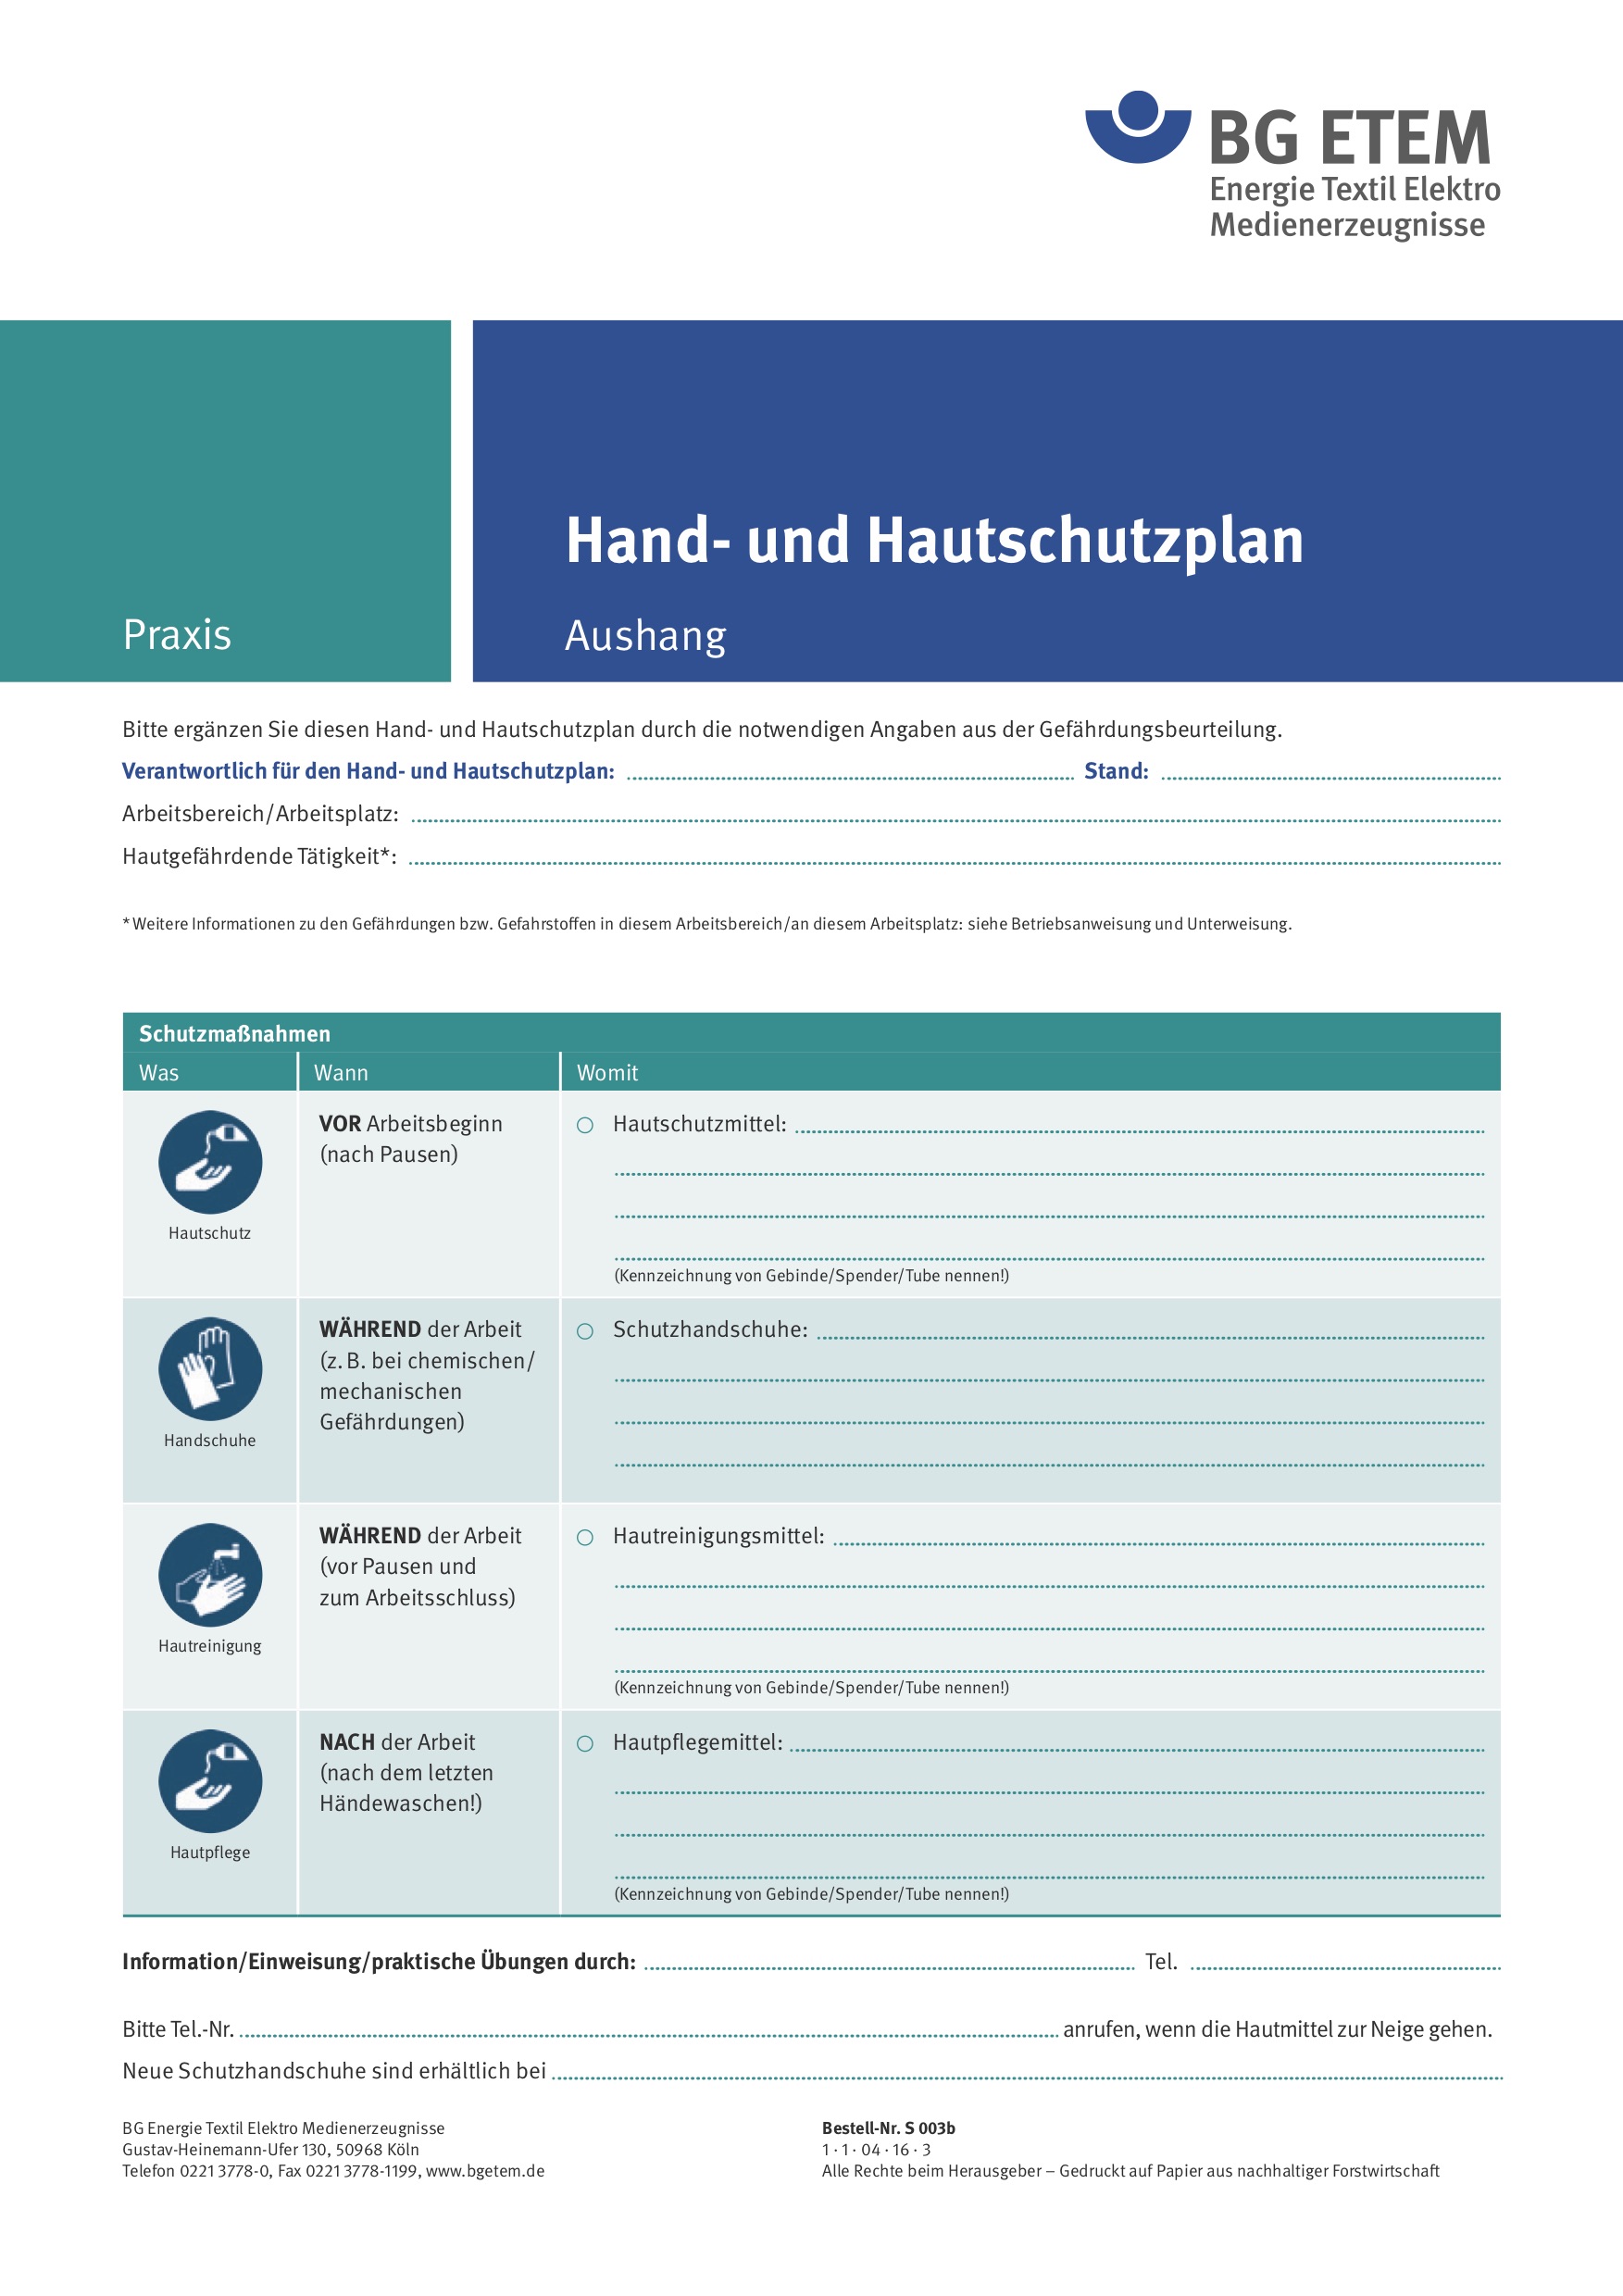 BG ETEM
Energie Textil Elektro
Medienerzeugnisse
Praxis
Hand- und Hautschutzplan
Aushang
Bitte ergänzen Sie diesen Hand- und Hautschutzplan durch die notwendigen Angaben aus der Gefährdungsbeurteilung.
Verantwortlich für den Hand- und Hautschutzplan: Stand:
Arbeitsbereich/Arbeitsplatz:
Hautgefährdende Tätigkeit*:
* Weitere Informationen zu den Gefährdungen bzw. Gefahrstoffen in diesem Arbeitsbereich/an diesem Arbeitsplatz: siehe Betriebsanweisung und Unterweisung.
Schutzmaßnahmen
Was Wann Womit
Hautschutz
VOR Arbeitsbeginn
(nach Pausen)
Hautschutzmittel:
(Kennzeichnung von Gebinde/Spender/Tube nennen!)
Handschuhe
WÄHREND der Arbeit
(z. B. bei chemischen/
mechanischen
Gefährdungen)
Schutzhandschuhe:
Hautreinigung
WÄHREND der Arbeit
(vor Pausen und
zum Arbeitsschluss)
Hautreinigungsmittel:
(Kennzeichnung von Gebinde/Spender/Tube nennen!)
Hautpflege
NACH der Arbeit
(nach dem letzten
Händewaschen!)
Hautpflegemittel:
(Kennzeichnung von Gebinde/Spender/Tube nennen!)
Information/Einweisung/praktische Übungen durch: Tel.
Bitte Tel.-Nr. anrufen, wenn die Hautmittel zur Neige gehen.
Neue Schutzhandschuhe sind erhältlich bei
BG Energie Textil Elektro Medienerzeugnisse
Gustav-Heinemann-Ufer 130, 50968 Köln
Telefon 0221 3778-0, Fax 0221 3778-1199, www.bgetem.de
Bestell-Nr. S 003b
1 · 1 · 04 · 16 · 3
Alle Rechte beim Herausgeber – Gedruckt auf Papier aus nachhaltiger Forstwirtschaft